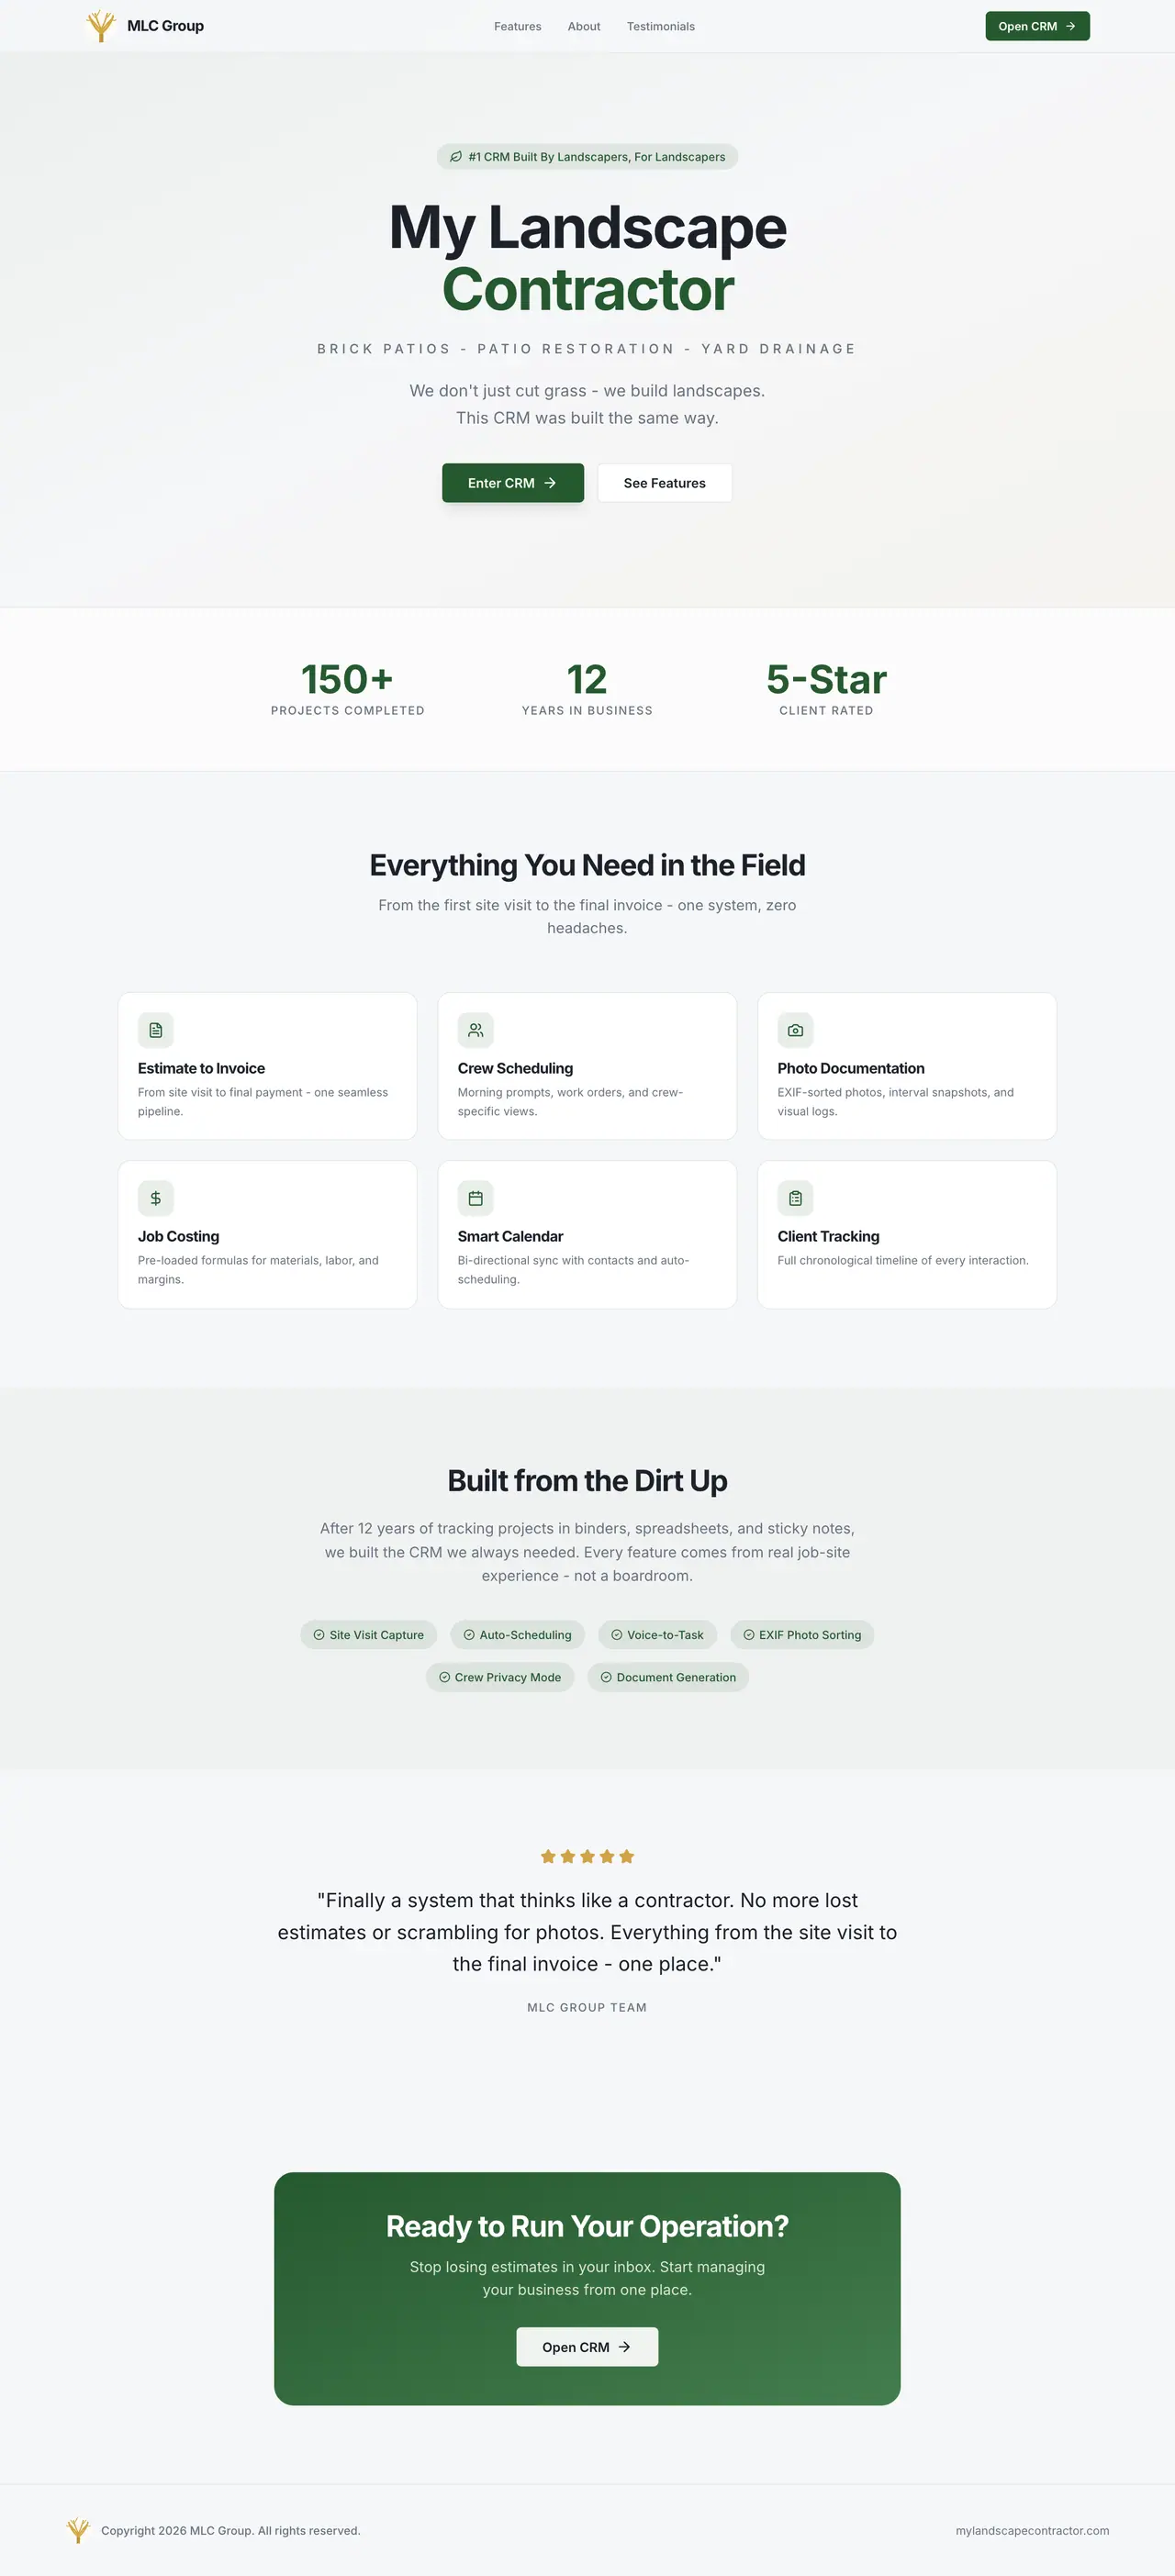 MLC Group
Features
About
Testimonials
Open CRM
#1 CRM Built By Landscapers, For Landscapers
My Landscape
Contractor
BRICK PATIOS - PATIO RESTORATION - YARD DRAINAGE
We don't just cut grass - we build landscapes.
This CRM was built the same way.
Enter CRM
See Features
150+
PROJECTS COMPLETED
12
YEARS IN BUSINESS
5-Star
CLIENT RATED
Everything You Need in the Field
From the first site visit to the final invoice - one system, zero
headaches.
Estimate to Invoice
From site visit to final payment - one seamless
pipeline.
Crew Scheduling
Morning prompts, work orders, and crew-
specific views.
Photo Documentation
EXIF-sorted photos, interval snapshots, and
visual logs.
Job Costing
Pre-loaded formulas for materials, labor, and
margins.
Smart Calendar
Bi-directional sync with contacts and auto-
scheduling.
Client Tracking
Full chronological timeline of every interaction.
Built from the Dirt Up
After 12 years of tracking projects in binders, spreadsheets, and sticky notes,
we built the CRM we always needed. Every feature comes from real job-site
experience - not a boardroom.
Site Visit Capture
Auto-Scheduling
Voice-to-Task
EXIF Photo Sorting
Crew Privacy Mode
Document Generation
"Finally a system that thinks like a contractor. No more lost
estimates or scrambling for photos. Everything from the site visit to
the final invoice - one place."
MLC GROUP TEAM
Ready to Run Your Operation?
Stop losing estimates in your inbox. Start managing
your business from one place.
Open CRM
Copyright 2026 MLC Group. All rights reserved.
mylandscapecontractor.com